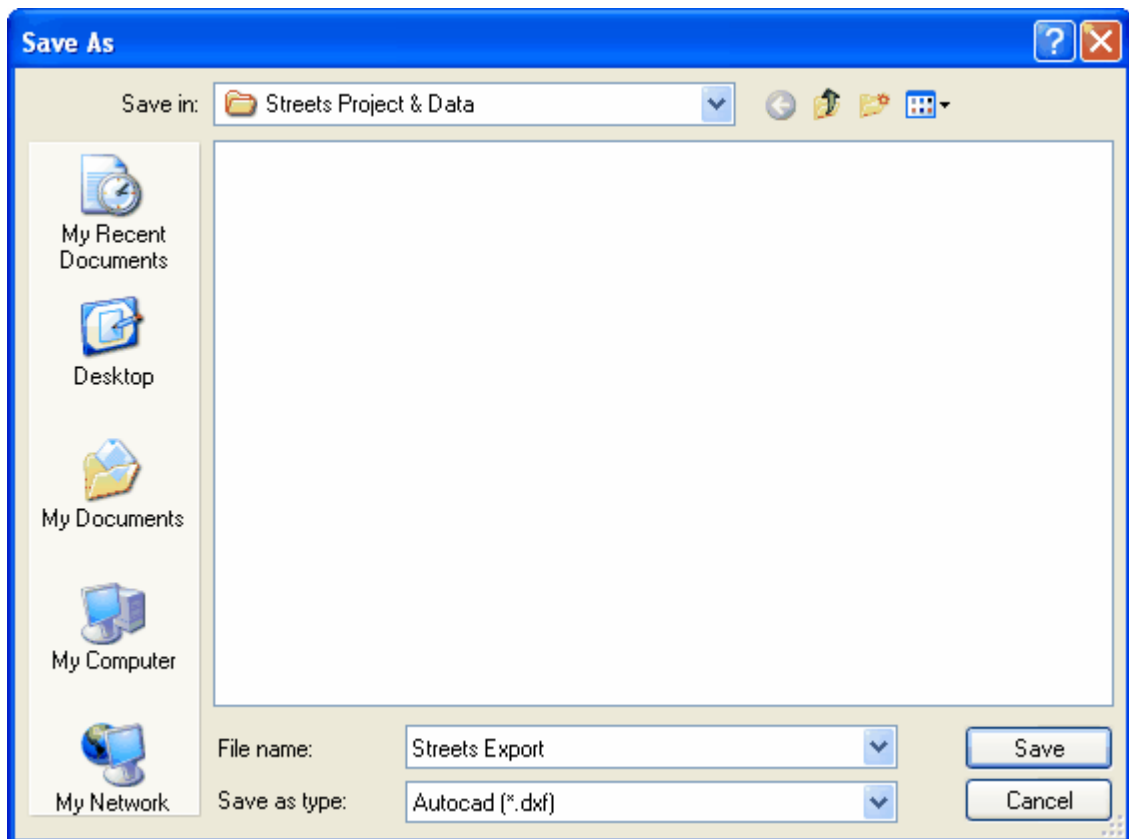 Save As
Save in: Streets Project & Data
My Recent
Documents
Desktop
My Documents
My Computer
My Network
File name: Streets Export Save
Save as type: Autocad (*.dxf) Cancel